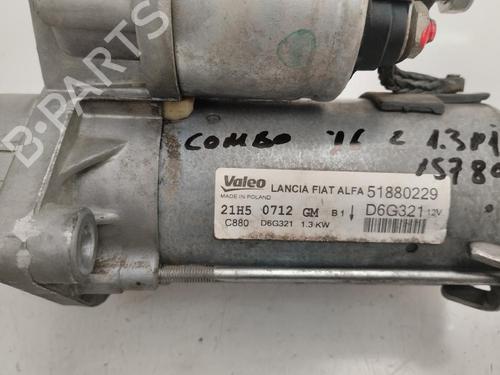 B-PARTS
COMBO 1.3
Valeo LANCIA FIAT ALFA 51880229
MADE IN POLAND
21H5 0712 GM B1 D6G321 12V
C880 D6G321 1.3 KW